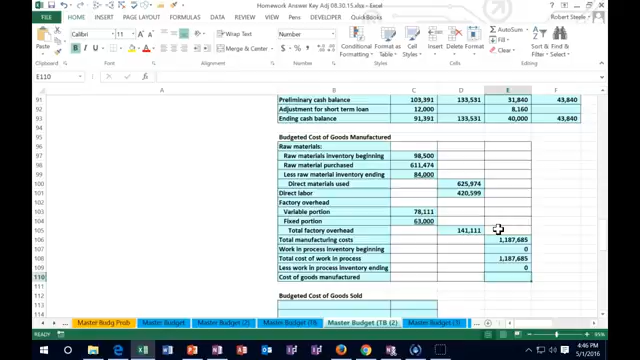 Homework Answer Key Adj 08.30.15.xlsx - Excel
FILE HOME INSERT PAGE LAYOUT FORMULAS DATA REVIEW VIEW Pens DEVELOPER QuickBooks Robert Steele
Calibri 11 Number AutoSum
Fill
Paste Conditional Formatting Format as Table Cell Styles Insert Delete Format Sort & Filter Find & Select
Clipboard Font Alignment Number Styles Cells Editing
E110
A B C D E F
91 Preliminary cash balance 103,391 133,531 31,840 43,840
92 Adjustment for short term loan 12,000 8,160
93 Ending cash balance 91,391 133,531 40,000 43,840
94
95 Budgeted Cost of Goods Manufactured
96 Raw materials:
97 Raw materials inventory beginning 98,500
98 Raw material purchased 611,474
99 Less raw material inventory ending 84,000
100 Direct materials used 625,974
101 Direct labor 420,599
102 Factory overhead
103 Variable portion 78,111
104 Fixed portion 63,000
105 Total factory overhead 141,111
106 Total manufacturing costs 1,187,685
107 Work in process inventory beginning 0
108 Total cost of work in process 1,187,685
109 Less work in process inventory ending 0
110 Cost of goods manufactured
111
112 Budgeted Cost of Goods Sold
113
114
Master Budg Prob Master Budget Master Budget (2) Master Budget (TB Master Budget (TB (2) Master Budget (3)
4:46 PM
5/1/2016